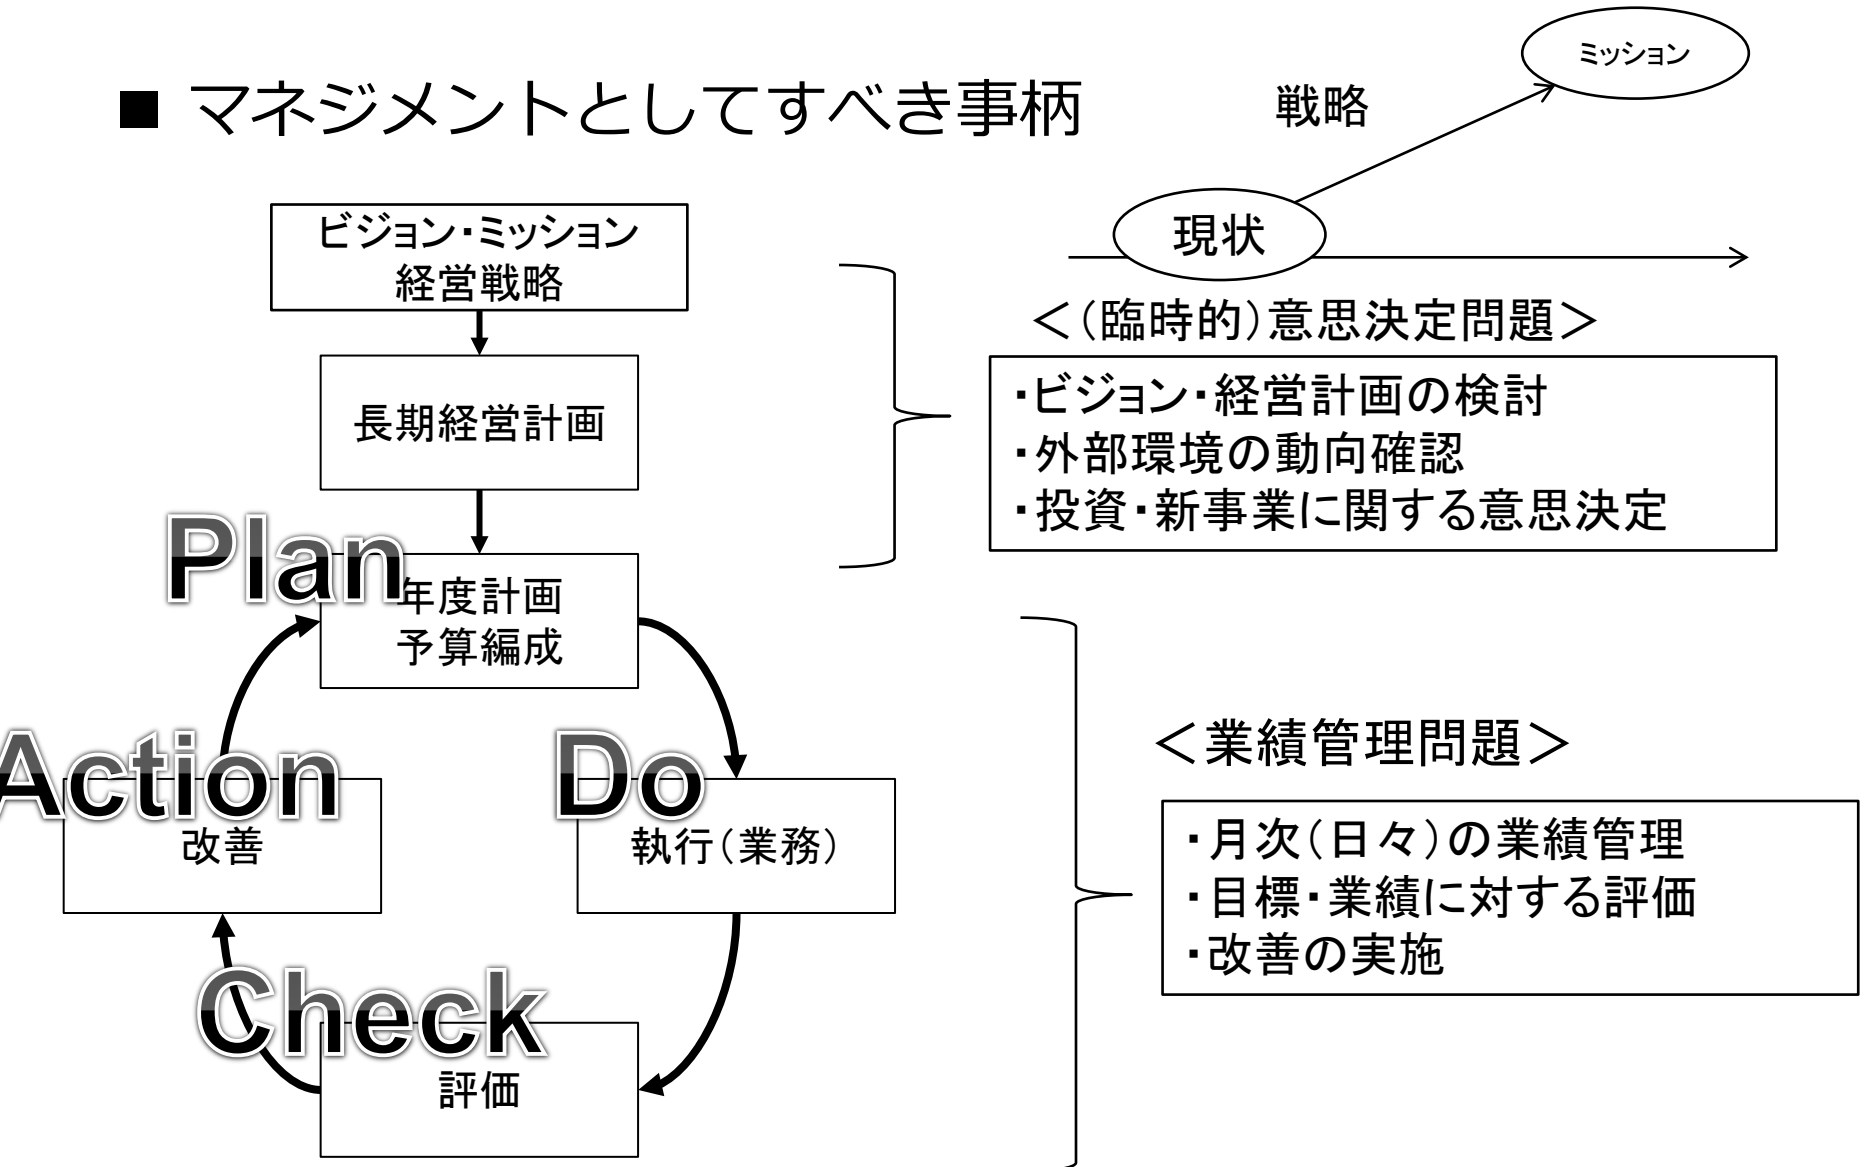 ■ マネジメントとしてすべき事柄
ミッション
戦略
現状
ビジョン・ミッション
経営戦略
長期経営計画
Plan
年度計画
予算編成
Action
改善
Do
執行(業務)
Check
評価
＜(臨時的)意思決定問題＞
・ビジョン・経営計画の検討
・外部環境の動向確認
・投資・新事業に関する意思決定
＜業績管理問題＞
・月次(日々)の業績管理
・目標・業績に対する評価
・改善の実施